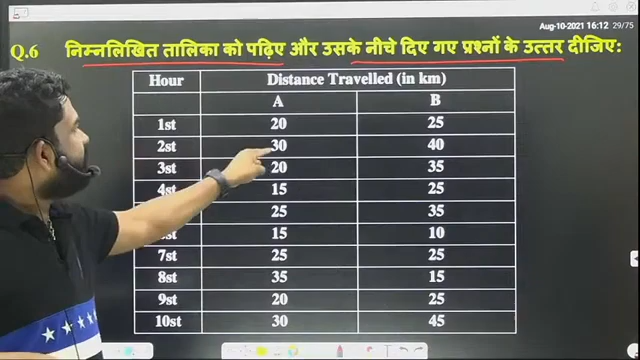 Aug-10-2021 16:12 29/75
Q.6 निम्नलिखित तालिका को पढ़िए और उसके नीचे दिए गए प्रश्नों के उत्तर दीजिए:
Hour Distance Travelled (in km)
A B
1st 20 25
2st 30 40
3st 20 35
4st 15 25
25 35
15 10
7st 25 25
8st 35 15
9st 20 25
10st 30 45